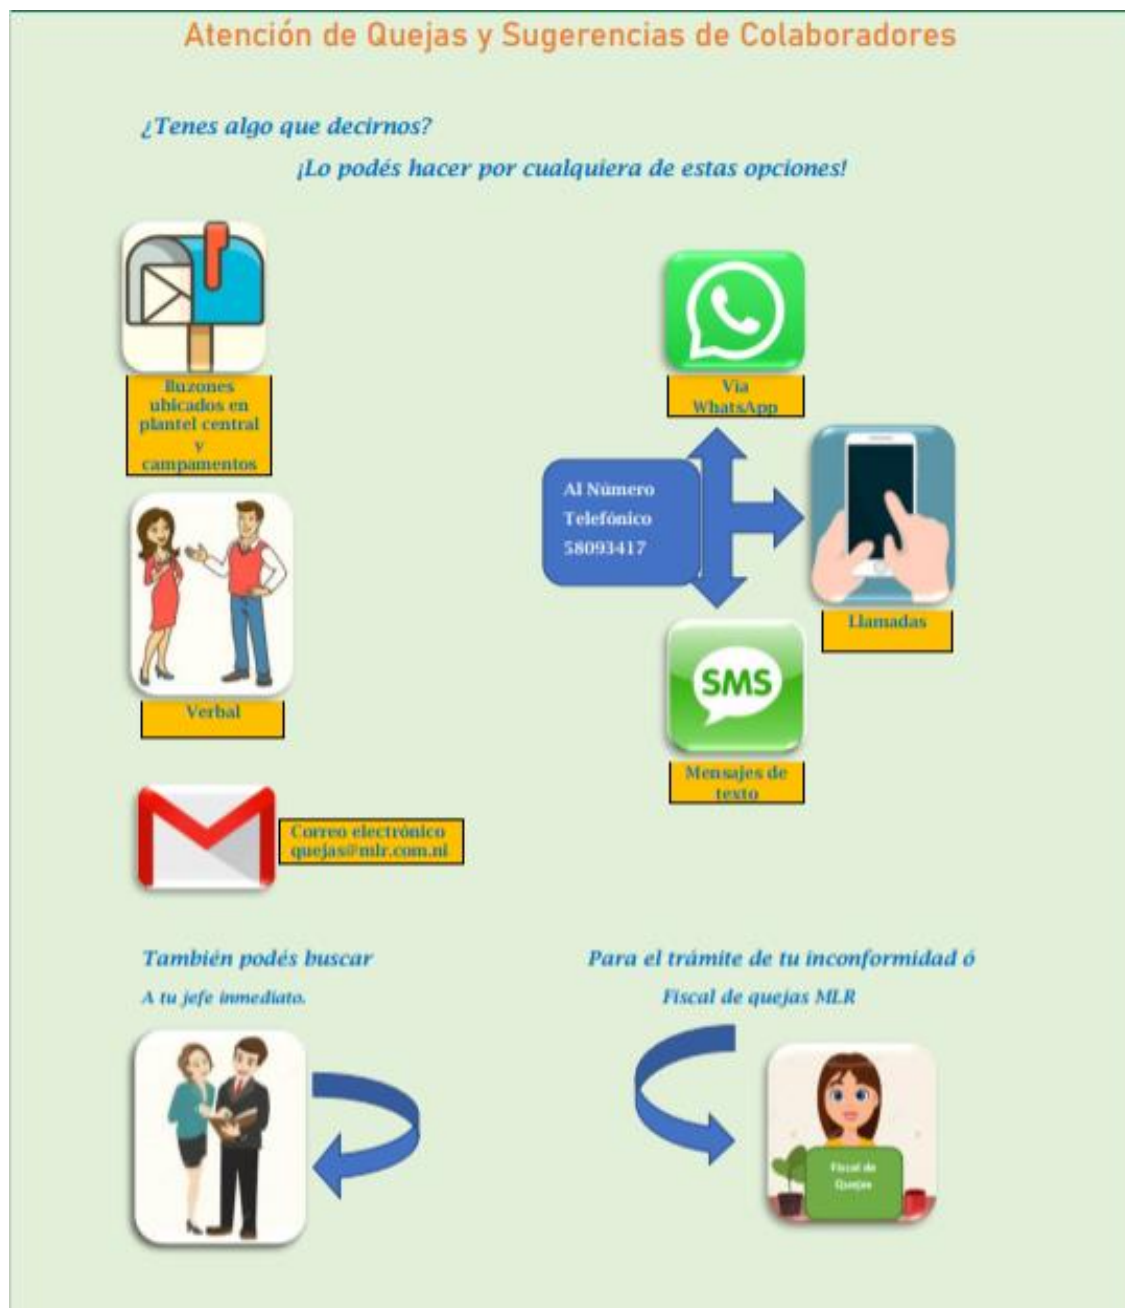 Atención de Quejas y Sugerencias de Colaboradores
¿Tenes algo que decirnos?
¡Lo podés hacer por cualquiera de estas opciones!
Buzones
ubicados en
plantel central
y
campamentos
Via
WhatsApp
Al Número
Telefónico
58093417
Llamadas
Verbal
SMS
Mensajes de
texto
Correo electrónico
quejas@mlr.com.ni
También podés buscar
A tu jefe inmediato.
Para el trámite de tu inconformidad ó
Fiscal de quejas MLR
Fiscal de
Quejas